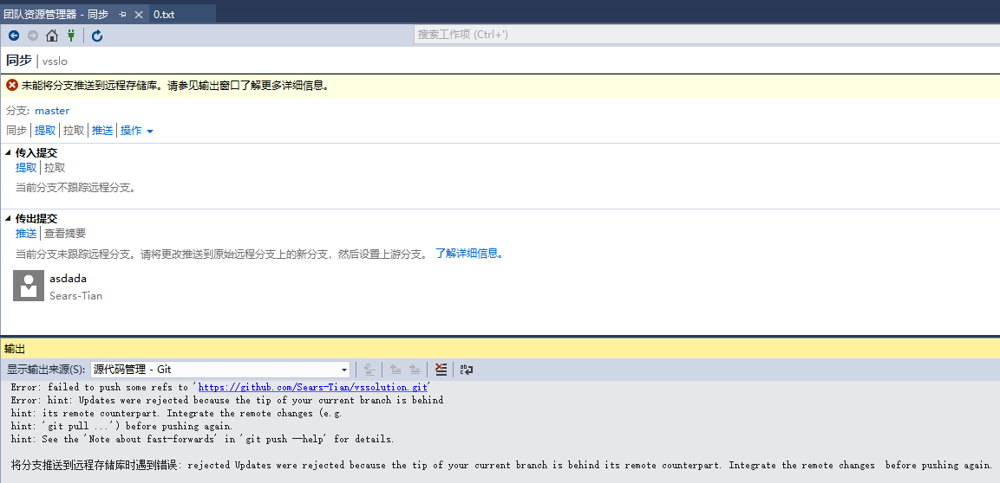 团队资源管理器 - 同步 0.txt
搜索工作项 (Ctrl+')
同步 | vsslo
未能将分支推送到远程存储库。请参见输出窗口了解更多详细信息。
分支: master
同步 | 提取 | 拉取 | 推送 | 操作
传入提交
提取 | 拉取
当前分支不跟踪远程分支。
传出提交
推送 | 查看摘要
当前分支未跟踪远程分支。请将更改推送到原始远程分支上的新分支，然后设置上游分支。 了解详细信息。
asdada
Sears-Tian
输出
显示输出来源(S): 源代码管理 - Git
Error: failed to push some refs to 'https://github.com/Sears-Tian/vssolution.git'
Error: hint: Updates were rejected because the tip of your current branch is behind
hint: its remote counterpart. Integrate the remote changes (e.g.
hint: 'git pull ...') before pushing again.
hint: See the 'Note about fast-forwards' in 'git push --help' for details.
将分支推送到远程存储库时遇到错误: rejected Updates were rejected because the tip of your current branch is behind its remote counterpart. Integrate the remote changes  before pushing again.